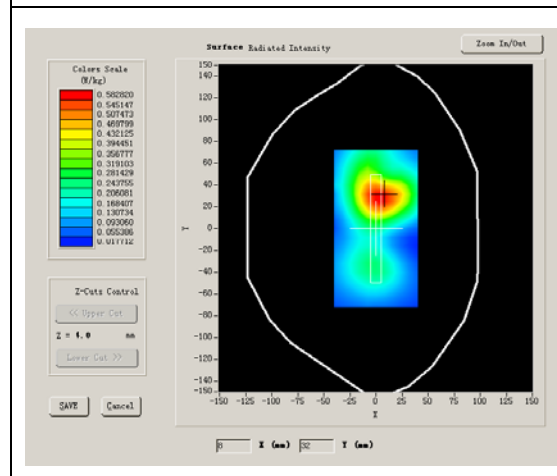 Surface Radiated Intensity
Zoom In/Out
Colors Scale
(W/kg)
0.582820
0.545147
0.507473
0.469799
0.432125
0.394451
0.356777
0.319103
0.281429
0.243755
0.206081
0.168407
0.130734
0.093060
0.055386
0.017712
150
140
120
100
80
60
40
20
0
-20
-40
-60
-80
-100
-120
-140
-150
Y
-150 -125 -100 -75 -50 -25 0 25 50 75 100 125 150
X
Z-Cuts Control
<< Upper Cut
Z = 4.0 mm
Lower Cut >>
SAVE Cancel
8 X (mm) 32 Y (mm)